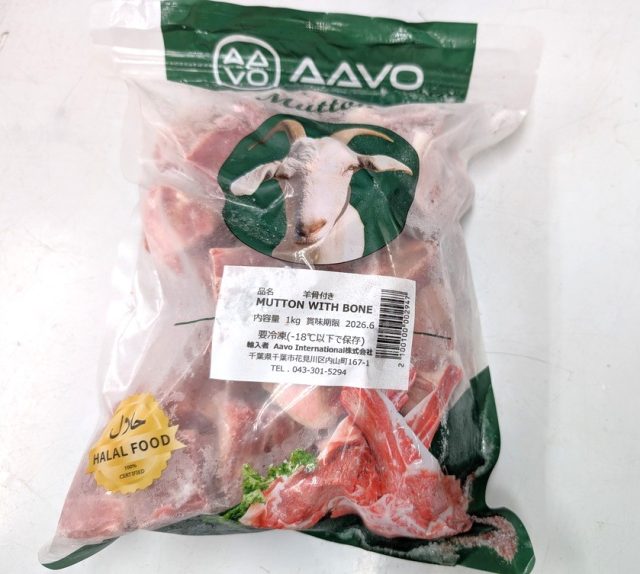 AAVO
AAVO
Mutton
品名 羊骨付き
MUTTON WITH BONE
内容量 1kg 賞味期限 2026.6
要冷凍(-18℃以下で保存)
輸入者 Aavo International株式会社
千葉県千葉市花見川区内山町167-1
TEL.043-301-5294
2100100002947
حلال
HALAL FOOD
100%
CERTIFIED